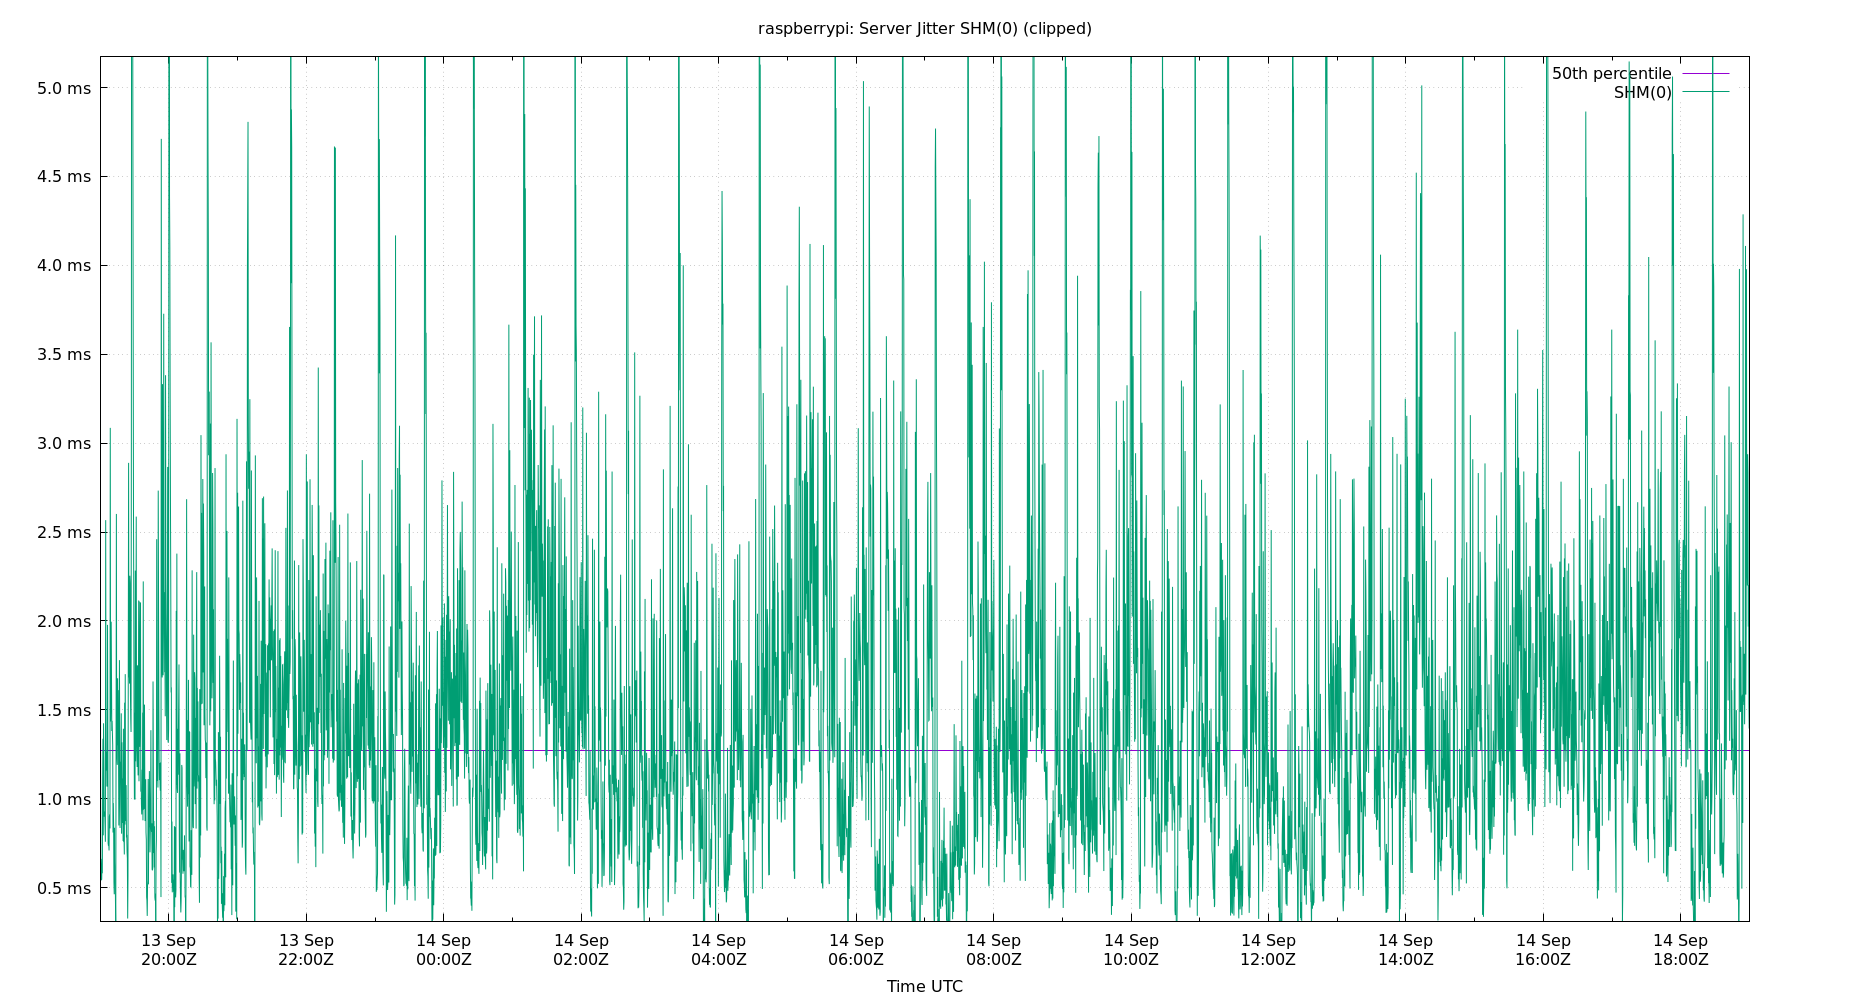 raspberrypi: Server Jitter SHM(0) (clipped)
50th percentile
SHM(0)
5.0 ms
4.5 ms
4.0 ms
3.5 ms
3.0 ms
2.5 ms
2.0 ms
1.5 ms
1.0 ms
0.5 ms
13 Sep 13 Sep 14 Sep 14 Sep 14 Sep 14 Sep 14 Sep 14 Sep 14 Sep 14 Sep 14 Sep 14 Sep
20:00Z 22:00Z 00:00Z 02:00Z 04:00Z 06:00Z 08:00Z 10:00Z 12:00Z 14:00Z 16:00Z 18:00Z
Time UTC